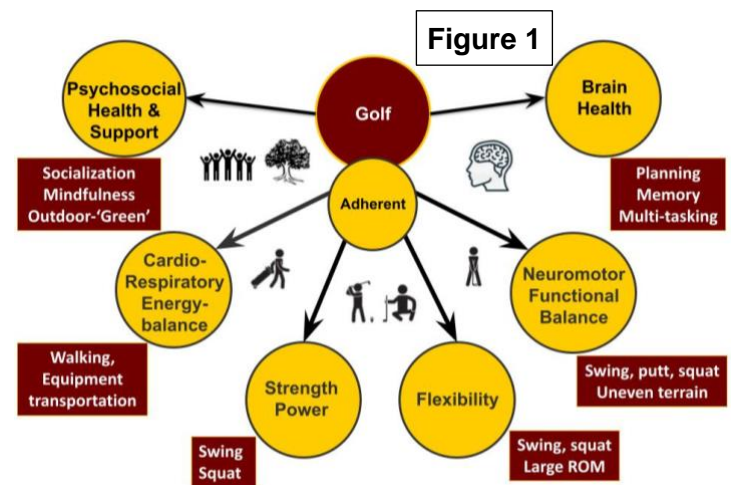 Figure 1
Psychosocial
Health &
Support
Golf
Brain
Health
Socialization
Mindfulness
Outdoor-‘Green’
Planning
Memory
Multi-tasking
Adherent
Cardio-
Respiratory
Energy-
balance
Neuromotor
Functional
Balance
Walking,
Equipment
transportation
Strength
Power
Flexibility
Swing, putt, squat
Uneven terrain
Swing
Squat
Swing, squat
Large ROM